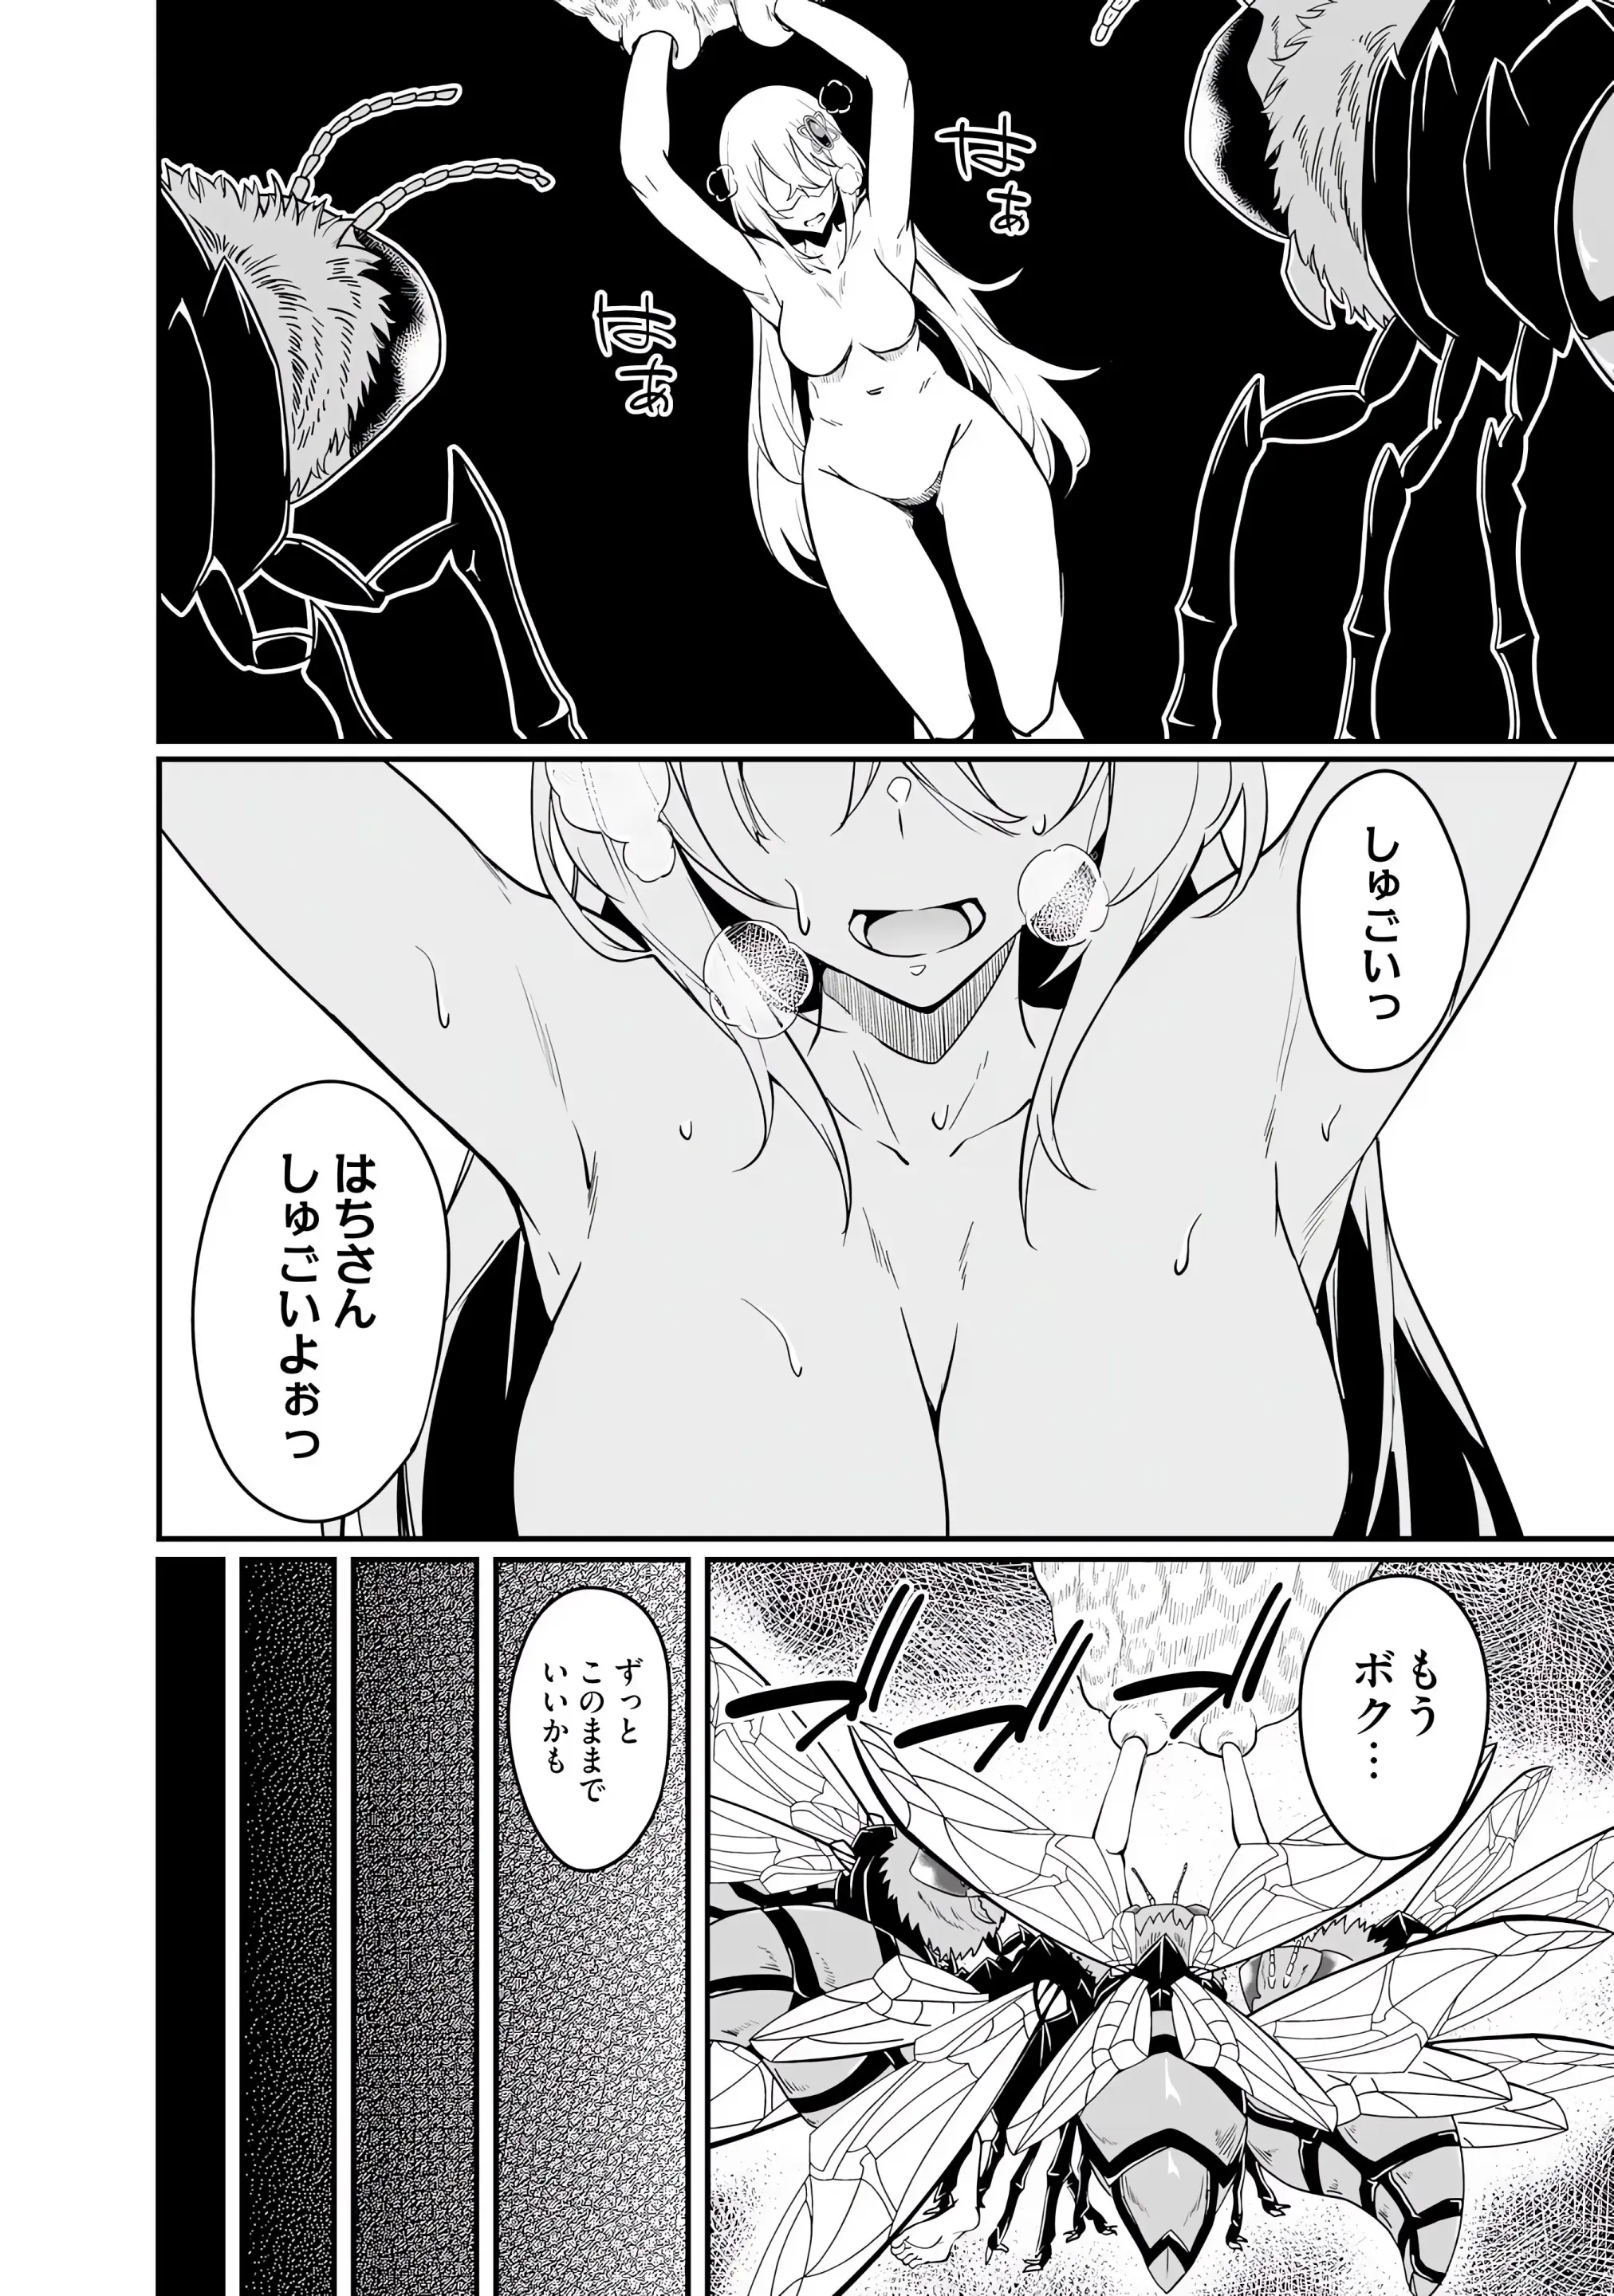 はぁ
はぁ
しゅごいっ
はちさん
しゅごいよぉっ
もう
ボク…
ずっと
このままで
いいかも